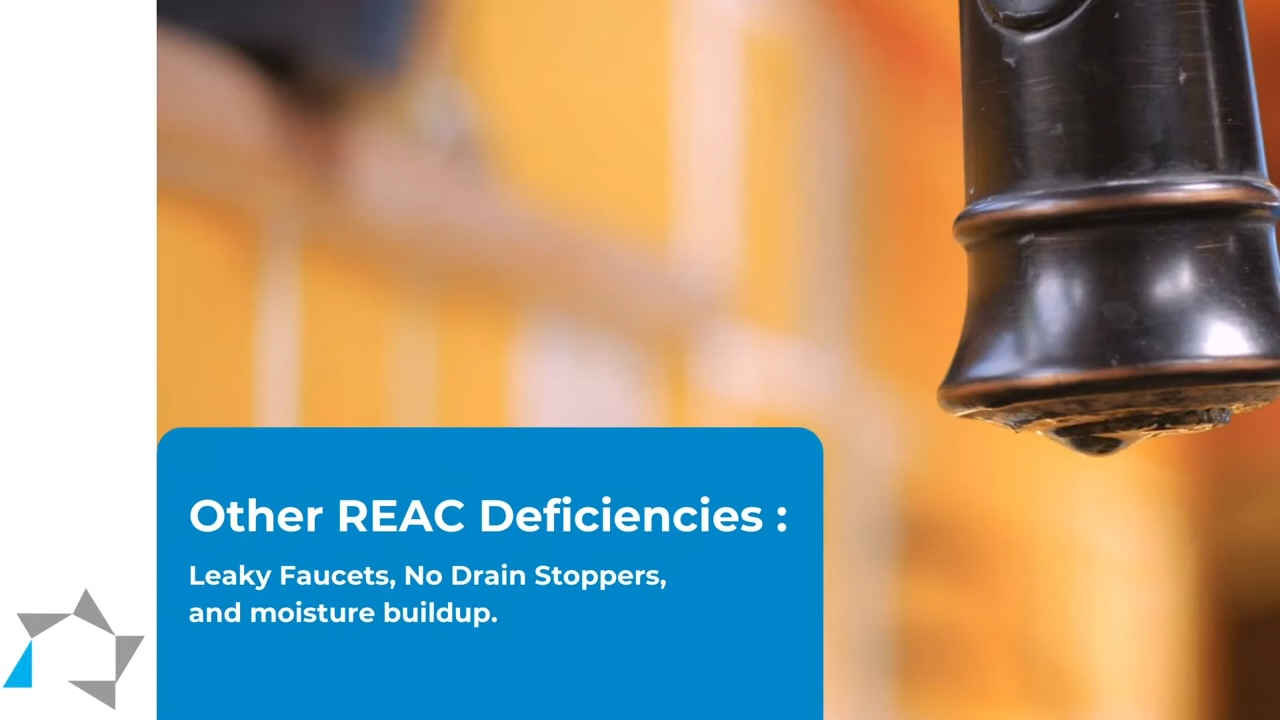 Other REAC Deficiencies :
Leaky Faucets, No Drain Stoppers,
and moisture buildup.